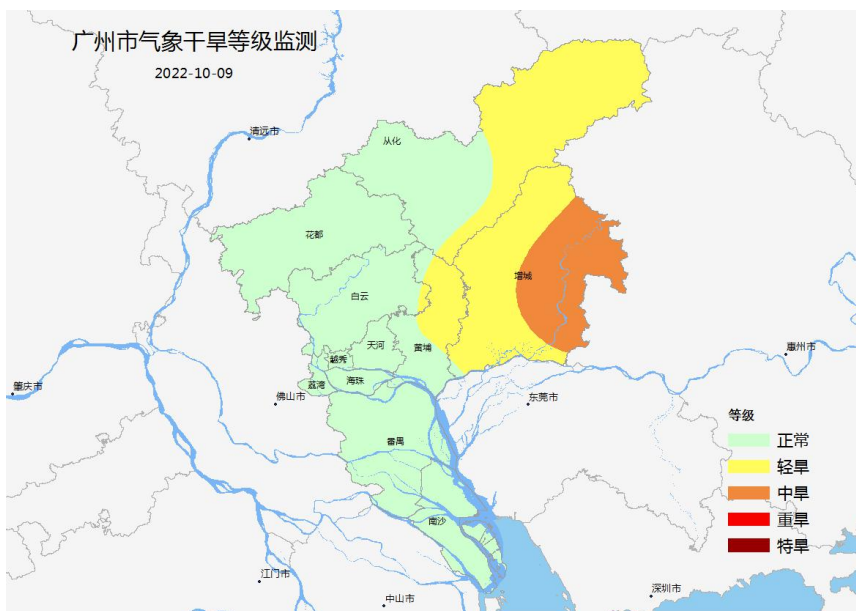 广州市气象干旱等级监测
2022-10-09
清远市
从化
花都
增城
白云
天河
黄埔
越秀
荔湾
海珠
惠州市
肇庆市
佛山市
东莞市
番禺
南沙
江门市
中山市
深圳市
等级
正常
轻旱
中旱
重旱
特旱